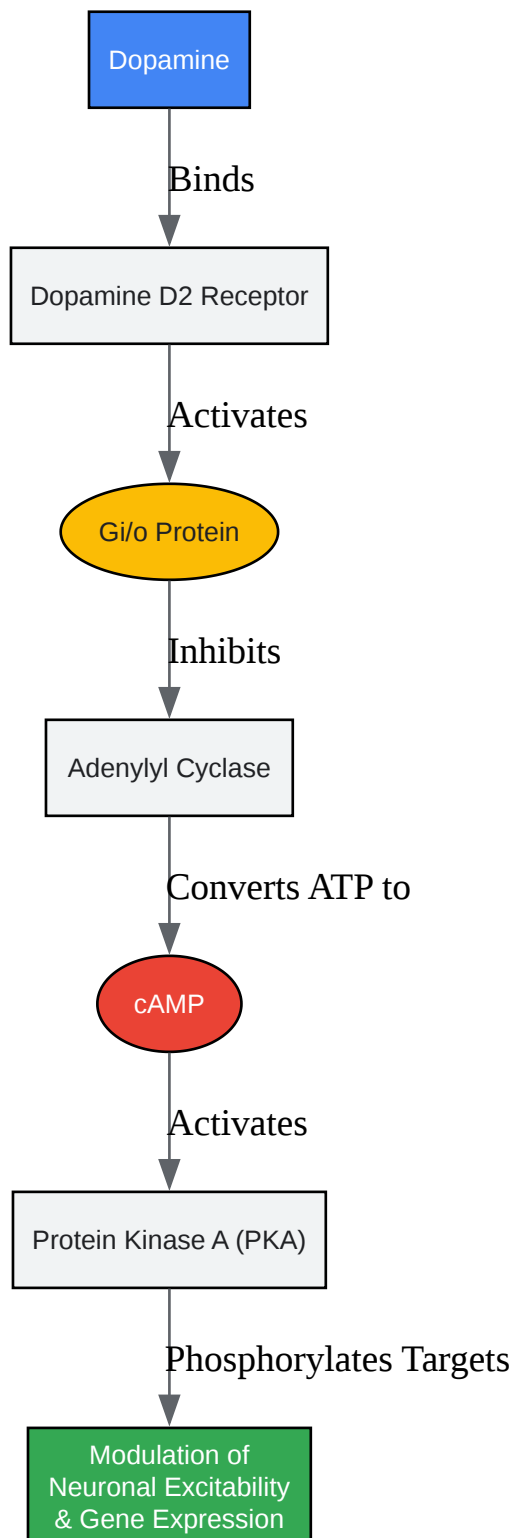 Dopamine
Binds
Dopamine D2 Receptor
Activates
Gi/o Protein
Inhibits
Adenylyl Cyclase
Converts ATP to
cAMP
Activates
Protein Kinase A (PKA)
Phosphorylates Targets
Modulation of
Neuronal Excitability
& Gene Expression